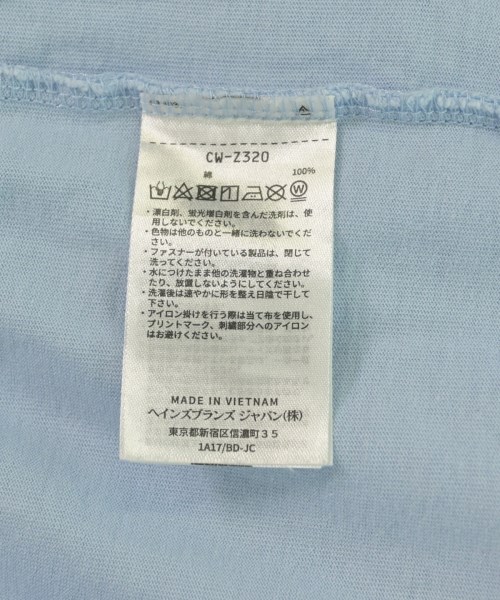 CW-Z320
綿 100%
・漂白剤、蛍光増白剤を含んだ洗剤は、使
用しないでください。
・色物は他のものと一緒に洗わないでくだ
さい。
・ファスナーが付いている製品は、閉じて
洗ってください。
・水につけたまま他の洗濯物と重ね合わせ
たり、放置しないようにしてください。
・洗濯後は速やかに形を整え日陰で干して
下さい。
・アイロン掛けを行う際は当て布を使用し、
プリントマーク、刺繍部分へのアイロン
はお避けください。
MADE IN VIETNAM
ヘインズブランズ ジャパン(株)
東京都新宿区信濃町35
1A17/BD-JC